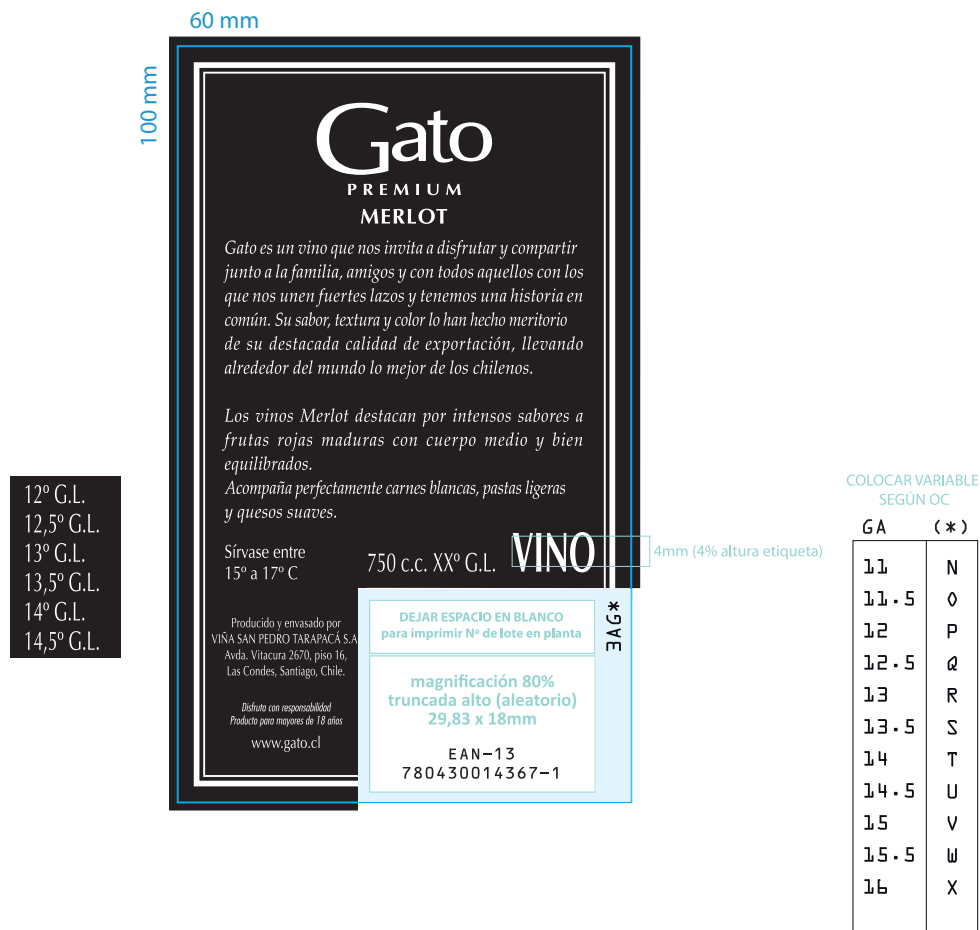 60 mm
100 mm
Gato
PREMIUM
MERLOT
Gato es un vino que nos invita a disfrutar y compartir
junto a la familia, amigos y con todos aquellos con los
que nos unen fuertes lazos y tenemos una historia en
común. Su sabor, textura y color lo han hecho meritorio
de su destacada calidad de exportación, llevando
alrededor del mundo lo mejor de los chilenos.
Los vinos Merlot destacan por intensos sabores a
frutas rojas maduras con cuerpo medio y bien
equilibrados.
Acompaña perfectamente carnes blancas, pastas ligeras
y quesos suaves.
Sírvase entre
15º a 17º C
750 c.c. XXº G.L.
VINO
4mm (4% altura etiqueta)
Producido y envasado por
VIÑA SAN PEDRO TARAPACÁ S.A
Avda. Vitacura 2670, piso 16,
Las Condes, Santiago, Chile.
Disfruta con responsabilidad
Producto para mayores de 18 años
www.gato.cl
DEJAR ESPACIO EN BLANCO
para imprimir Nº de lote en planta
3AG*
magnificación 80%
truncada alto (aleatorio)
29,83 x 18mm
EAN-13
780430014367-1
12º G.L.
12,5º G.L.
13º G.L.
13,5º G.L.
14º G.L.
14,5º G.L.
COLOCAR VARIABLE
SEGÚN OC
GA (*)
11 N
11.5 O
12 P
12.5 Q
13 R
13.5 S
14 T
14.5 U
15 V
15.5 W
16 X